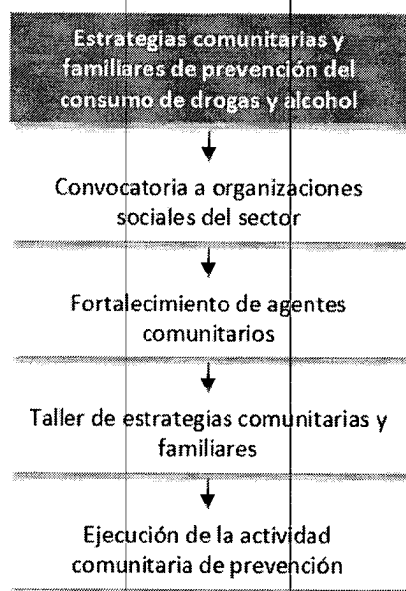 Estrategias comunitarias y
familiares de prevención del
consumo de drogas y alcohol
Convocatoria a organizaciones
sociales del sector
Fortalecimiento de agentes
comunitarios
Taller de estrategias comunitarias y
familiares
Ejecución de la actividad
comunitaria de prevención